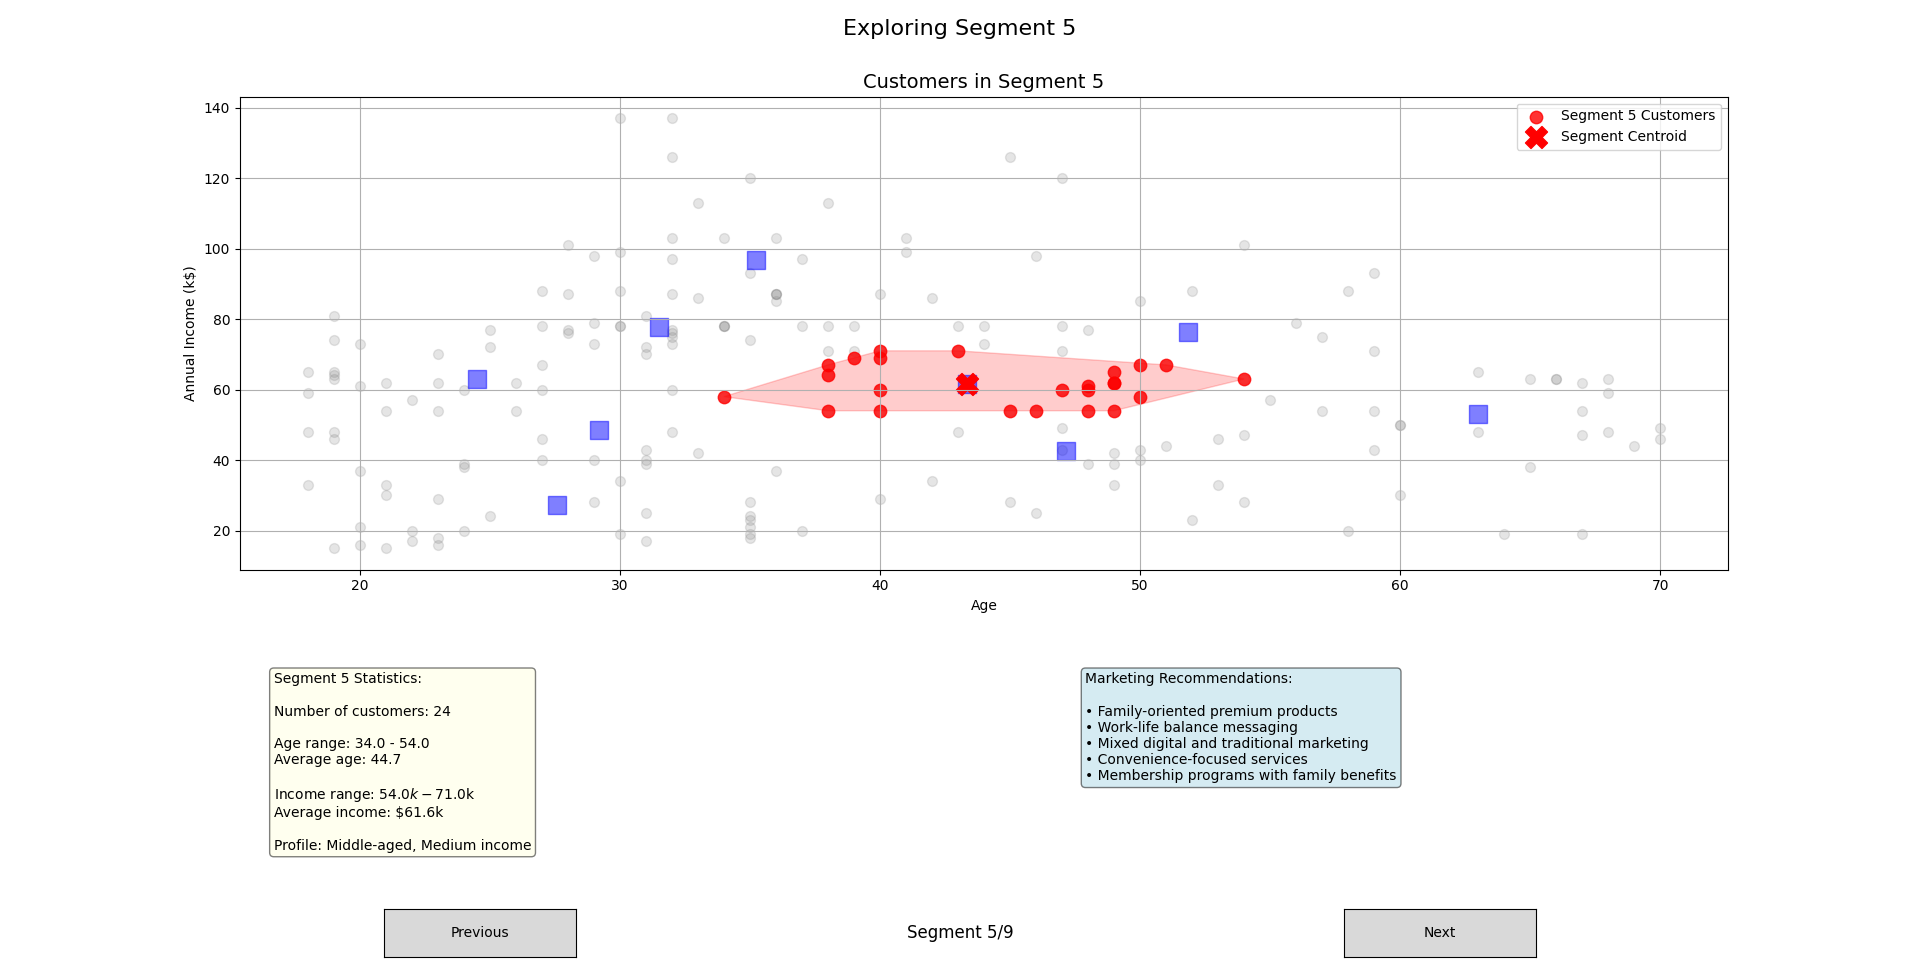 Exploring Segment 5
Customers in Segment 5
140
120
100
80
60
40
20
Annual Income (k$)
Segment 5 Customers
Segment Centroid
20 30 40 50 60 70
Age
Segment 5 Statistics:
Number of customers: 24
Age range: 34.0 - 54.0
Average age: 44.7
Income range: 54.0k − 71.0k
Average income: $61.6k
Profile: Middle-aged, Medium income
Marketing Recommendations:
• Family-oriented premium products
• Work-life balance messaging
• Mixed digital and traditional marketing
• Convenience-focused services
• Membership programs with family benefits
Previous
Segment 5/9
Next